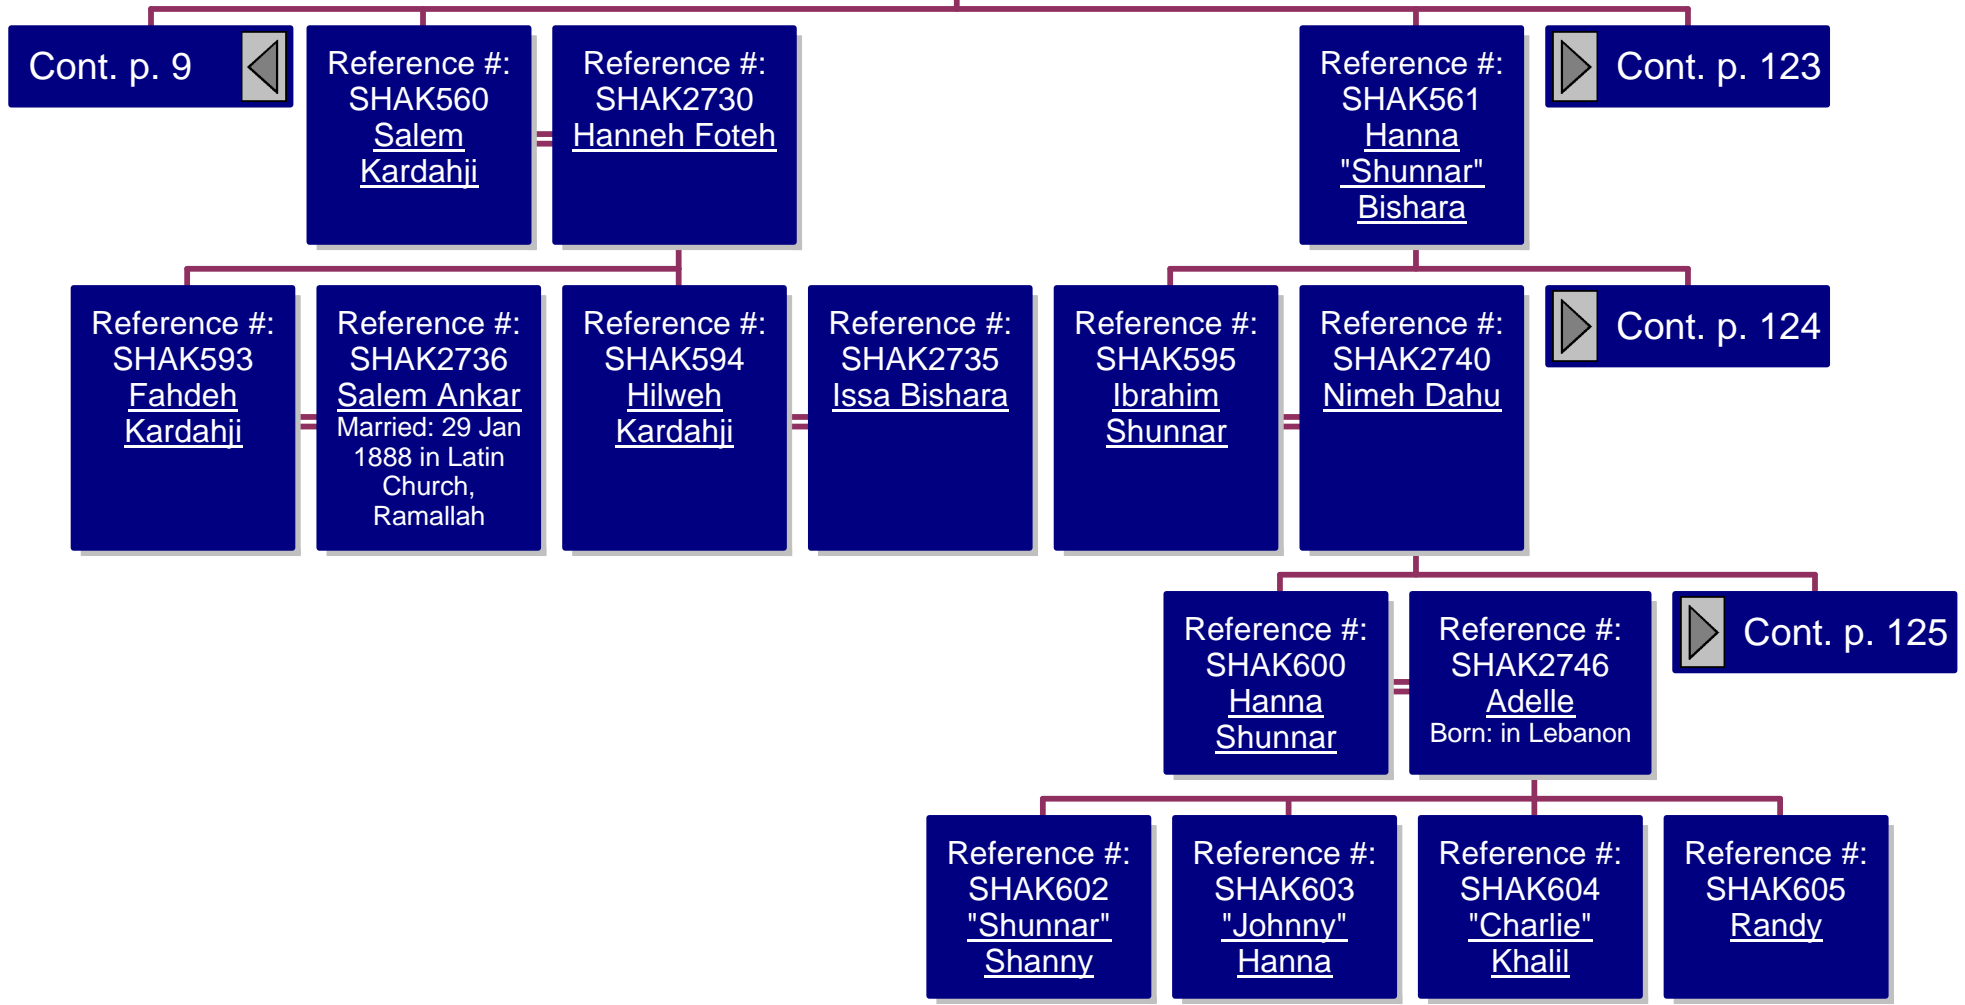 Cont. p. 9
Reference #:
SHAK560
Salem
Kardahji
Reference #:
SHAK2730
Hanneh Foteh
Reference #:
SHAK561
Hanna
"Shunnar"
Bishara
Cont. p. 123
Reference #:
SHAK593
Fahdeh
Kardahji
Reference #:
SHAK2736
Salem Ankar
Married: 29 Jan
1888 in Latin
Church,
Ramallah
Reference #:
SHAK594
Hilweh
Kardahji
Reference #:
SHAK2735
Issa Bishara
Reference #:
SHAK595
Ibrahim
Shunnar
Reference #:
SHAK2740
Nimeh Dahu
Cont. p. 124
Reference #:
SHAK600
Hanna
Shunnar
Reference #:
SHAK2746
Adelle
Born: in Lebanon
Cont. p. 125
Reference #:
SHAK602
"Shunnar"
Shanny
Reference #:
SHAK603
"Johnny"
Hanna
Reference #:
SHAK604
"Charlie"
Khalil
Reference #:
SHAK605
Randy